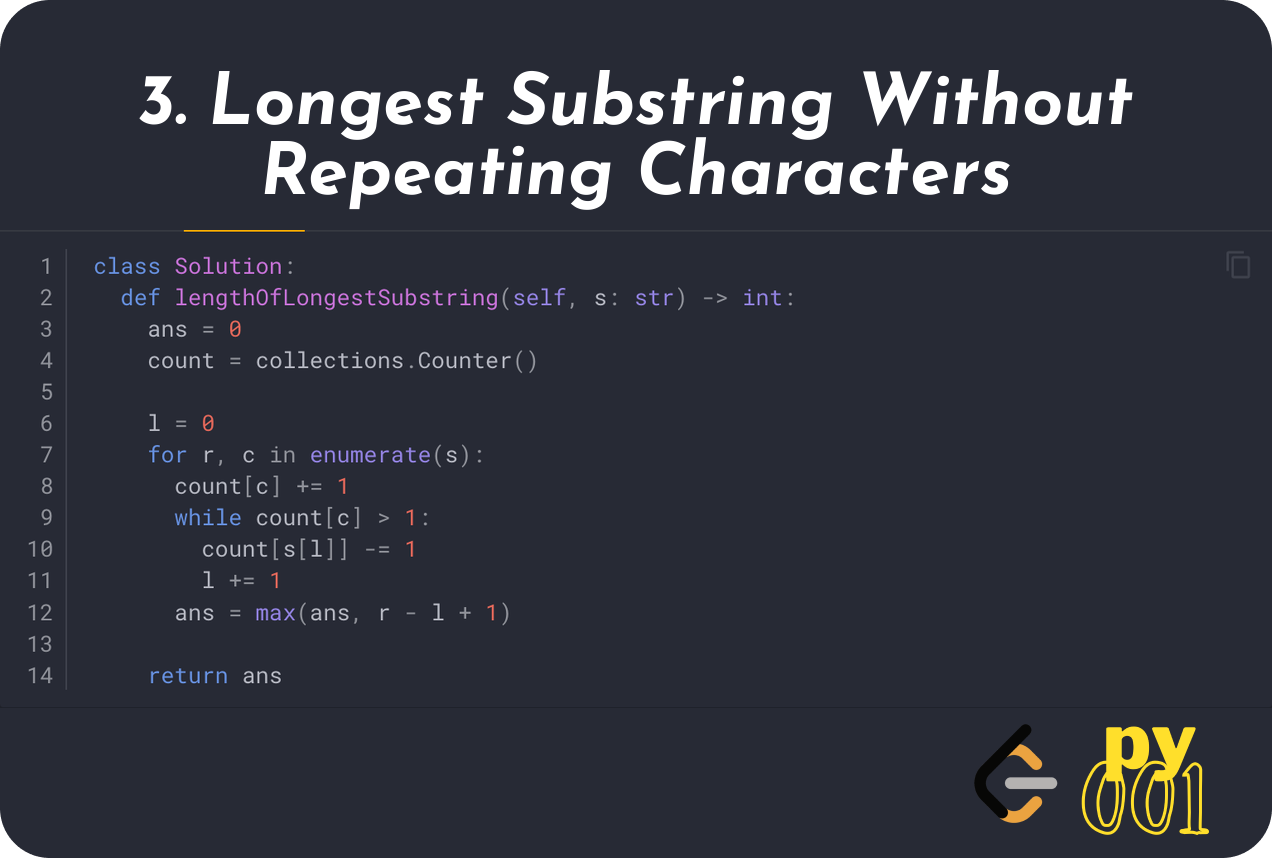 3. Longest Substring Without
Repeating Characters
1 class Solution:
2   def lengthOfLongestSubstring(self, s: str) -> int:
3     ans = 0
4     count = collections.Counter()
5
6     l = 0
7     for r, c in enumerate(s):
8       count[c] += 1
9       while count[c] > 1:
10         count[s[l]] -= 1
11         l += 1
12       ans = max(ans, r - l + 1)
13
14     return ans
py
001